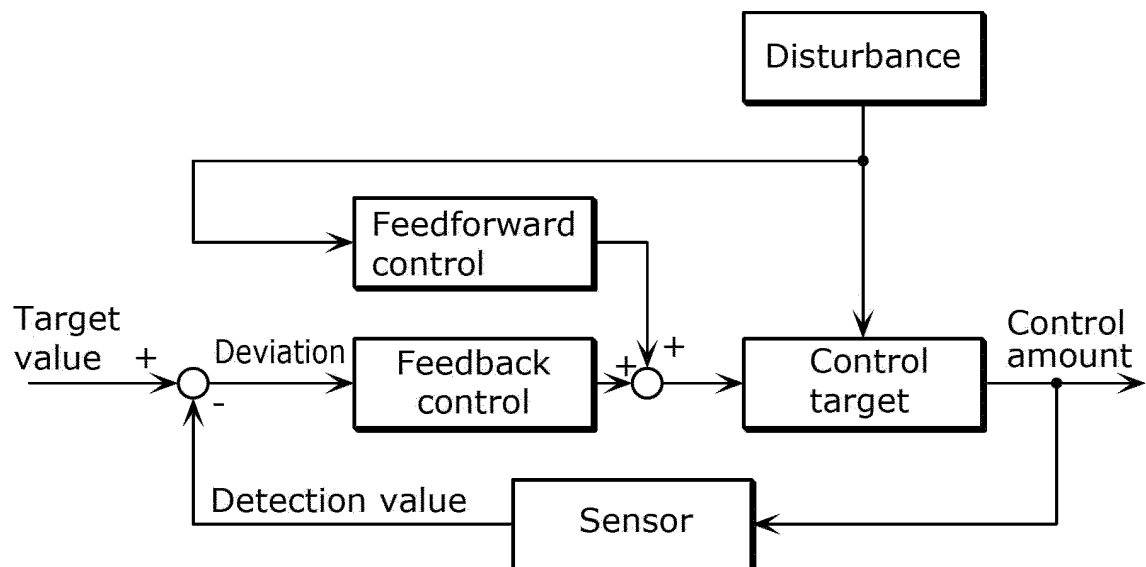 Disturbance
Feedforward
control
Target
value
+
Deviation
-
Feedback
control
+
+
Control
target
Control
amount
Detection value
Sensor